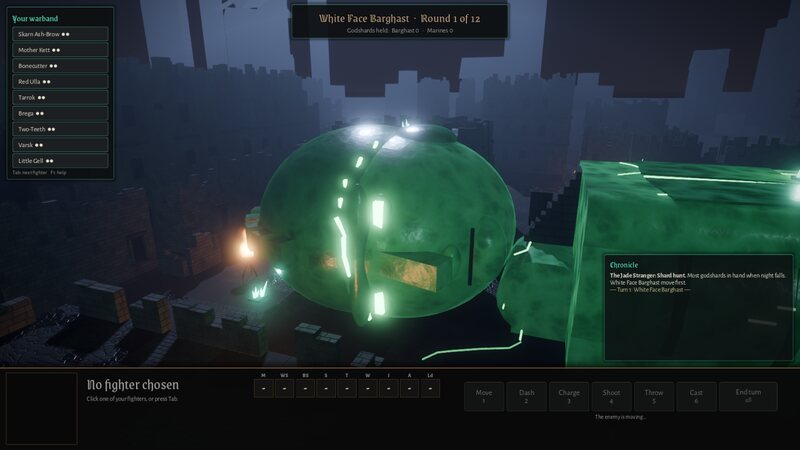 Your warband
Skarn Ash-Brow
Mother Kett
Bonecutter
Red Ulla
Tarrok
Brega
Two-Teeth
Varsk
Little Gell
Tab: next fighter F1: help
White Face Barghast · Round 1 of 12
Godshards held: Barghast 0 · Marines 0
Chronicle
The Jade Stranger: Shard hunt. Most godshards in hand when night falls.
White Face Barghast move first.
— Turn 1: White Face Barghast —
No fighter chosen
Click one of your fighters, or press Tab.
M WS BS S T W I A Ld
- - - - - - - - -
Move Dash Charge Shoot Throw Cast End turn
1 2 3 4 5 6
The enemy is moving...